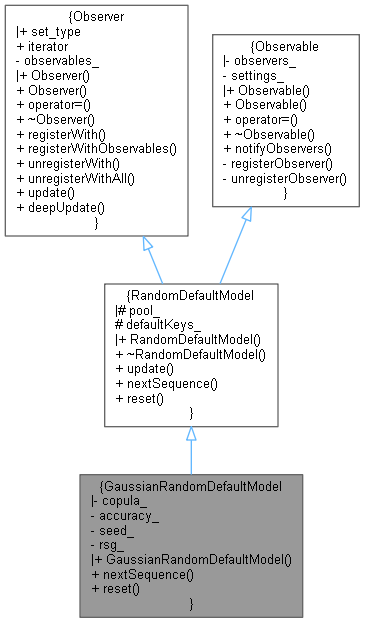 {Observer
|+ set_type
+ iterator
- observables_
|+ Observer()
+ Observer()
+ operator=()
+ ~Observer()
+ registerWith()
+ registerWithObservables()
+ unregisterWith()
+ unregisterWithAll()
+ update()
+ deepUpdate()
}
{Observable
|- observers_
- settings_
|+ Observable()
+ Observable()
+ operator=()
+ ~Observable()
+ notifyObservers()
- registerObserver()
- unregisterObserver()
}
{RandomDefaultModel
|# pool_
# defaultKeys_
|+ RandomDefaultModel()
+ ~RandomDefaultModel()
+ update()
+ nextSequence()
+ reset()
}
{GaussianRandomDefaultModel
|- copula_
- accuracy_
- seed_
- rsg_
|+ GaussianRandomDefaultModel()
+ nextSequence()
+ reset()
}